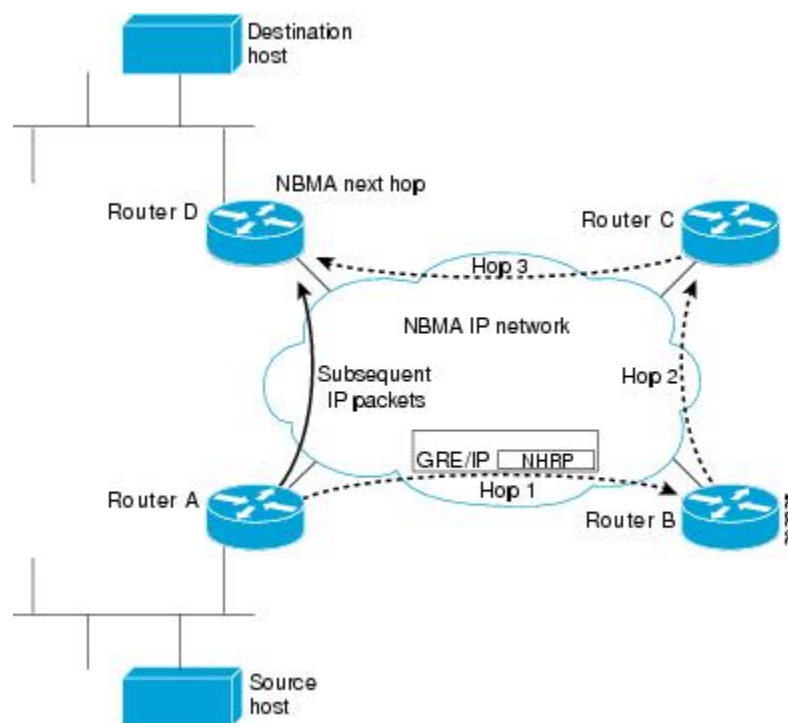 Destination
host
NBMA next hop
Router D
Router C
Hop 3
NBMA IP network
Subsequent
IP packets
Hop 2
GRE/IP
NHRP
Router A
Hop 1
Router B
Source
host